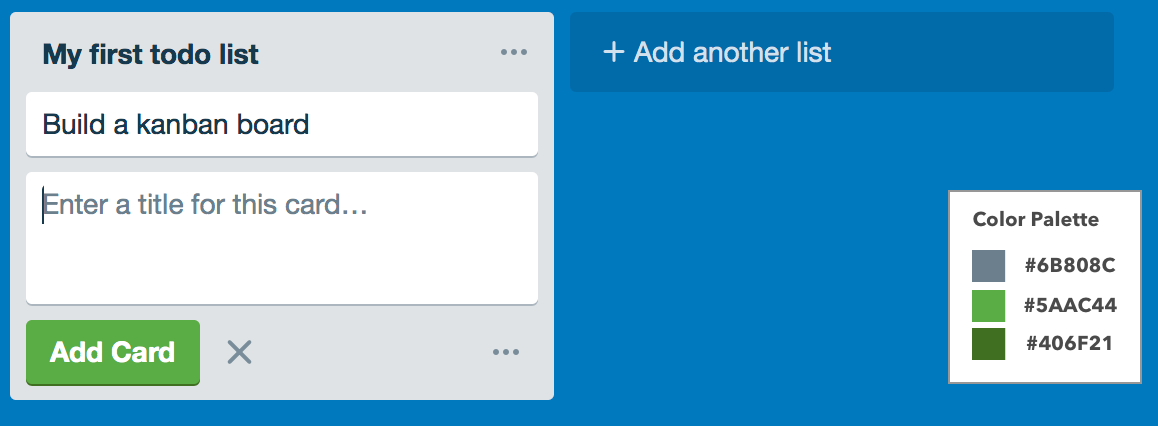 My first todo list
+ Add another list
Build a kanban board
Enter a title for this card…
Add Card
Color Palette
#6B808C
#5AAC44
#406F21